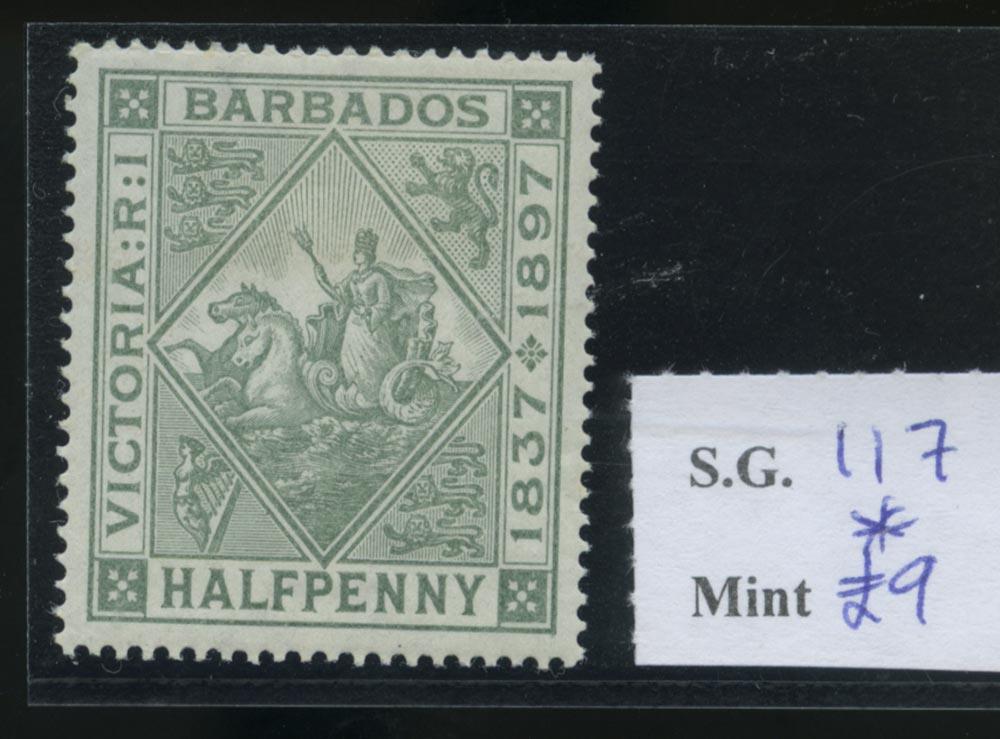 BARBADOS
VICTORIA:R:I
1837 1897
HALFPENNY
S.G. 117
*
Mint £9